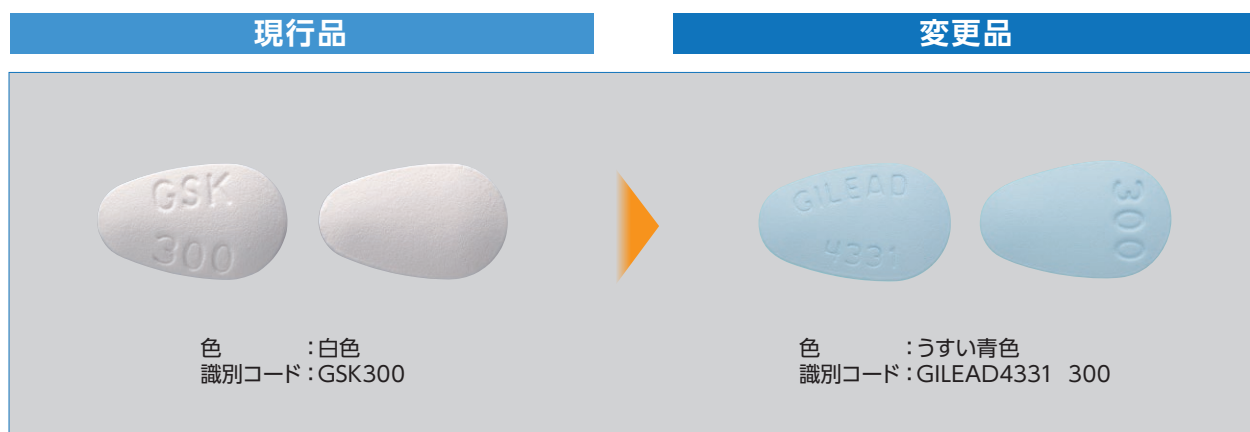 現行品
変更品
GSK
300
GILEAD
4331
300
色　　　　：白色
識別コード：GSK300
色　　　　：うすい青色
識別コード：GILEAD4331　300